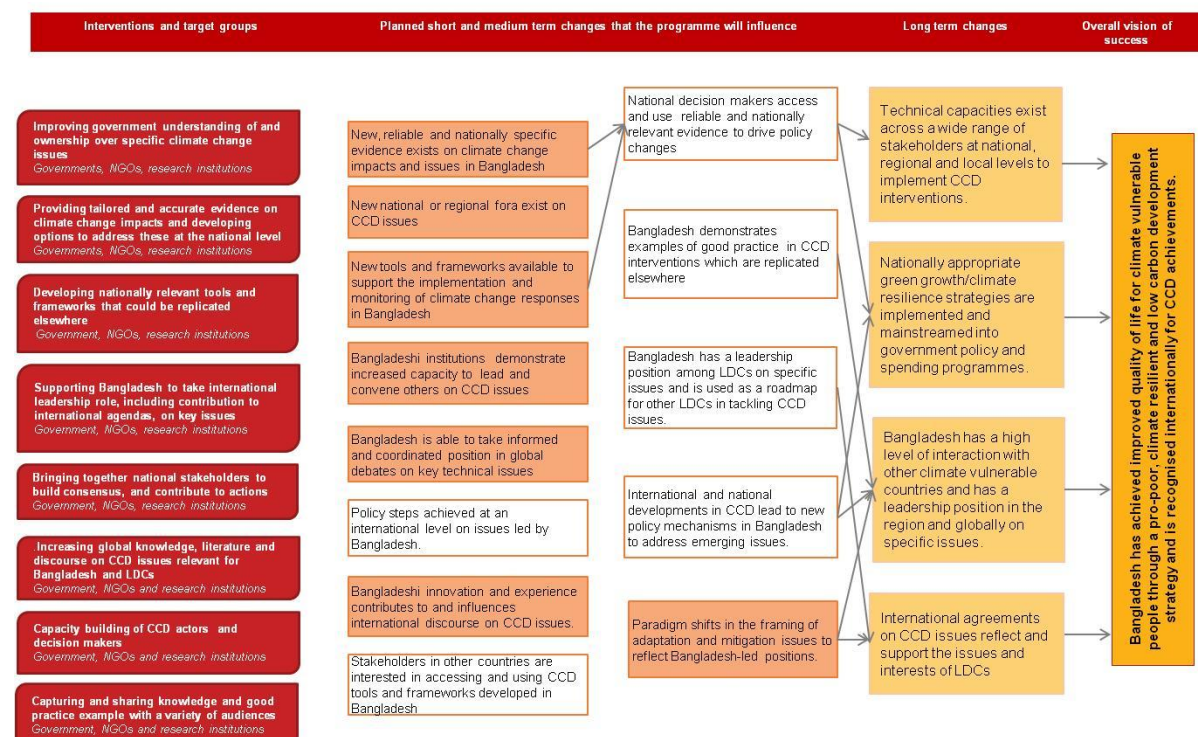 Interventions and target groups
Planned short and medium term changes that the programme will influence
Long term changes
Overall vision of
success
Improving government understanding of and
ownership over specific climate change
issues
Governments, NGOs, research institutions
Providing tailored and accurate evidence on
climate change impacts and developing
options to address these at the national level
Governments, NGOs, research institutions
Developing nationally relevant tools and
frameworks that could be replicated
elsewhere
Government, NGOs, research institutions
Supporting Bangladesh to take international
leadership role, including contribution to
international agendas, on key issues
Government, NGOs, research institutions
Bringing together national stakeholders to
build consensus, and contribute to actions
Government, NGOs, research institutions
Increasing global knowledge, literature and
discourse on CCD issues relevant for
Bangladesh and LDCs
Government, NGOs and research institutions
Capacity building of CCD actors and
decision makers
Government, NGOs and research institutions
Capturing and sharing knowledge and good
practice example with a variety of audiences
Government, NGOs and research institutions
New, reliable and nationally specific
evidence exists on climate change
impacts and issues in Bangladesh
New national or regional fora exist on
CCD issues
New tools and frameworks available to
support the implementation and
monitoring of climate change responses
in Bangladesh
Bangladeshi institutions demonstrate
increased capacity to lead and
convene others on CCD issues
Bangladesh is able to take informed
and coordinated position in global
debates on key technical issues
Policy steps achieved at an
international level on issues led by
Bangladesh.
Bangladeshi innovation and experience
contributes to and influences
international discourse on CCD issues.
Stakeholders in other countries are
interested in accessing and using CCD
tools and frameworks developed in
Bangladesh
National decision makers access
and use reliable and nationally
relevant evidence to drive policy
changes
Bangladesh demonstrates
examples of good practice in CCD
interventions which are replicated
elsewhere
Bangladesh has a leadership
position among LDCs on specific
issues and is used as a roadmap
for other LDCs in tackling CCD
issues.
International and national
developments in CCD lead to new
policy mechanisms in Bangladesh
to address emerging issues.
Paradigm shifts in the framing of
adaptation and mitigation issues to
reflect Bangladesh-led positions.
Technical capacities exist
across a wide range of
stakeholders at national,
regional and local levels to
implement CCD
interventions.
Nationally appropriate
green growth/climate
resilience strategies are
implemented and
mainstreamed into
government policy and
spending programmes.
Bangladesh has a high
level of interaction with
other climate vulnerable
countries and has a
leadership position in the
region and globally on
specific issues.
International agreements
on CCD issues reflect and
support the issues and
interests of LDCs
Bangladesh has achieved improved quality of life for climate vulnerable
people through a pro-poor, climate resilient and low carbon development
strategy and is recognised internationally for CCD achievements.